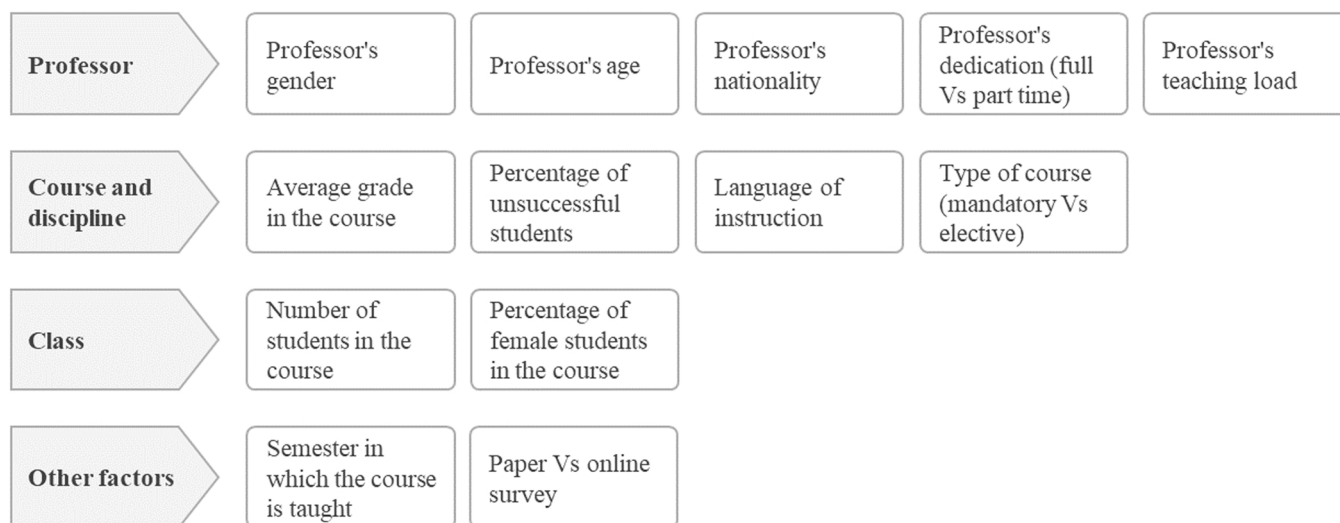 Professor
Professor's
gender
Professor's age
Professor's
nationality
Professor's
dedication (full
Vs part time)
Professor's
teaching load
Course and
discipline
Average grade
in the course
Percentage of
unsuccessful
students
Language of
instruction
Type of course
(mandatory Vs
elective)
Class
Number of
students in the
course
Percentage of
female students
in the course
Other factors
Semester in
which the course
is taught
Paper Vs online
survey